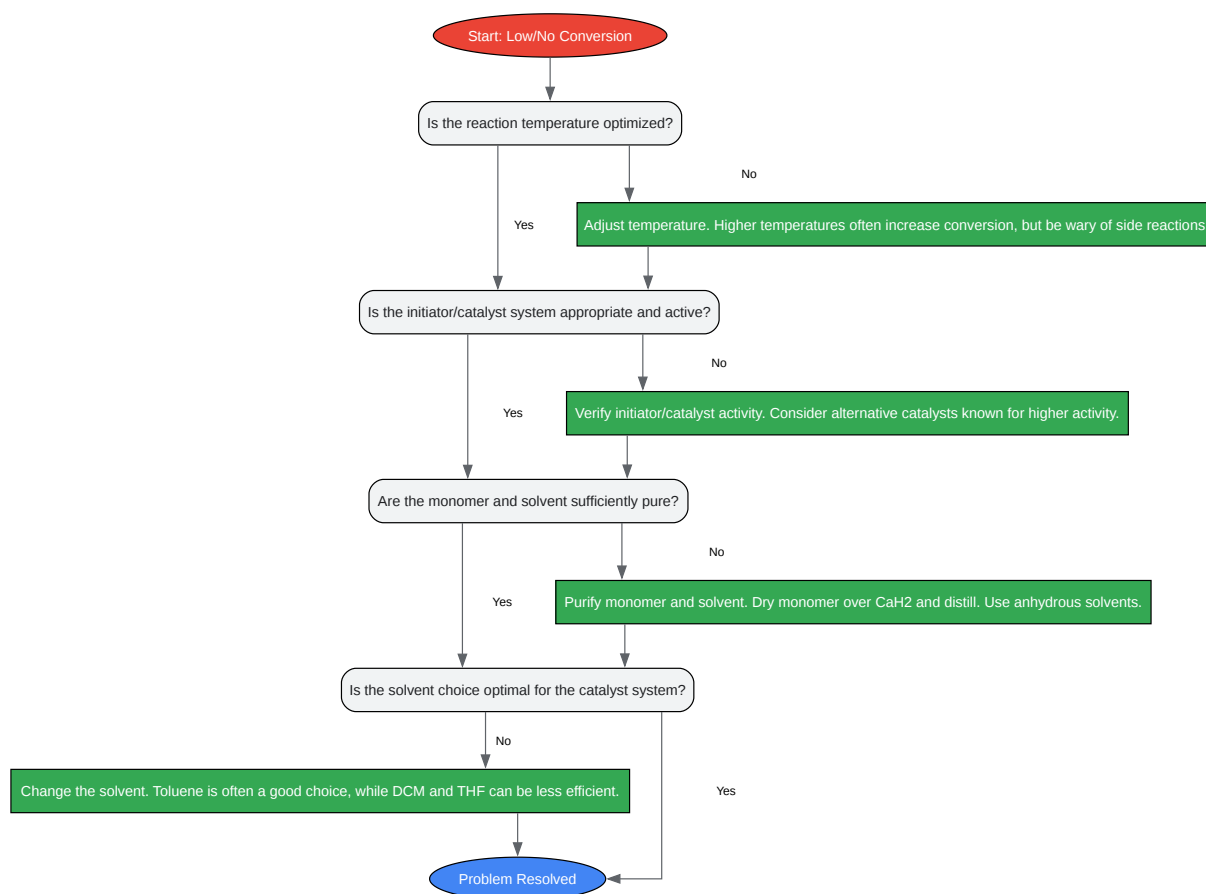 Start: Low/No Conversion
Is the reaction temperature optimized?
No
Yes
Adjust temperature. Higher temperatures often increase conversion, but be wary of side reactions
Is the initiator/catalyst system appropriate and active?
No
Yes
Verify initiator/catalyst activity. Consider alternative catalysts known for higher activity.
Are the monomer and solvent sufficiently pure?
No
Yes
Purify monomer and solvent. Dry monomer over CaH2 and distill. Use anhydrous solvents.
Is the solvent choice optimal for the catalyst system?
No
Change the solvent. Toluene is often a good choice, while DCM and THF can be less efficient.
Yes
Problem Resolved